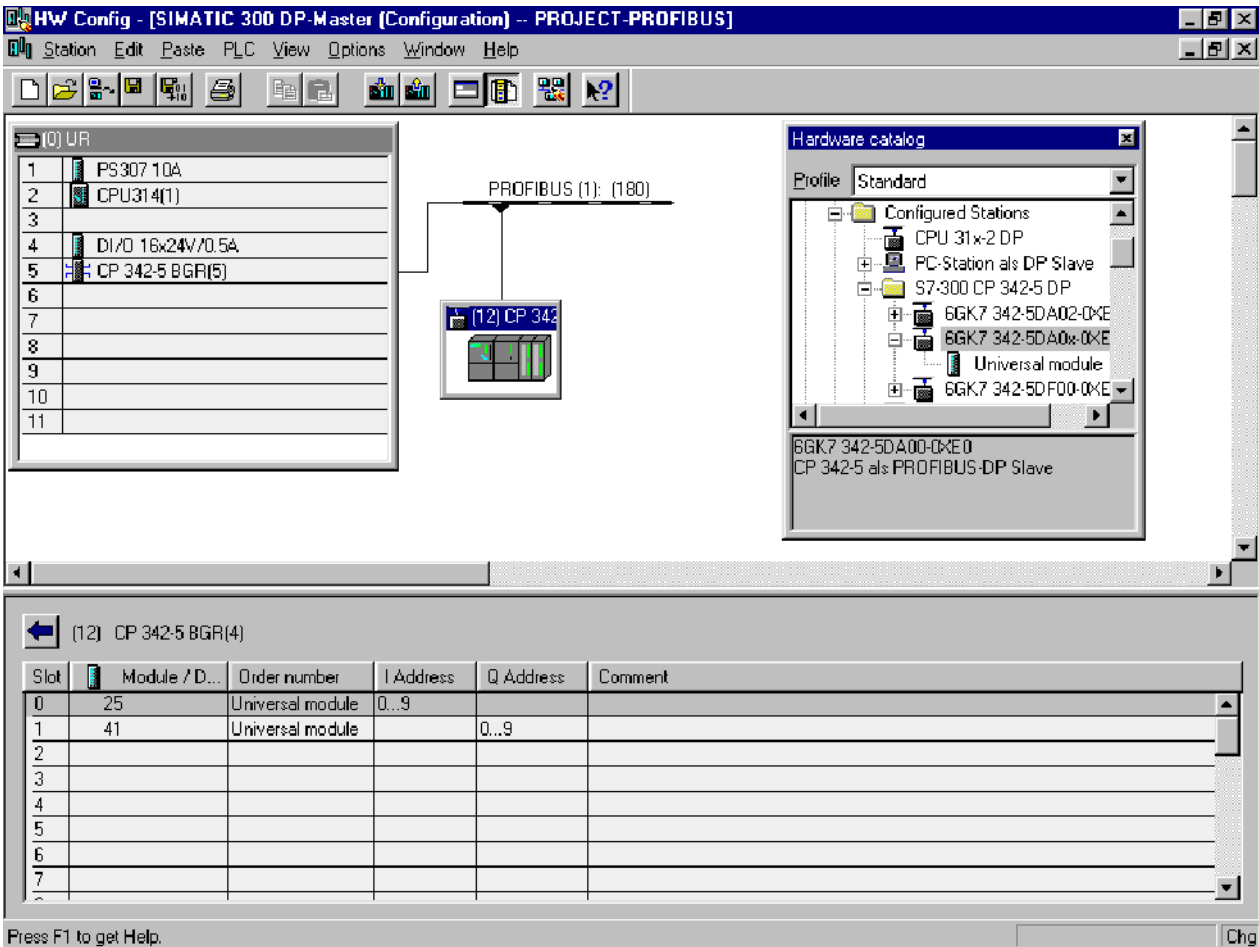 HW Config - [SIMATIC 300 DP-Master (Configuration) -- PROJECT-PROFIBUS]
Station Edit Paste PLC View Options Window Help
(0) UR
1 PS307 10A
2 CPU314(1)
3
4 DI/O 16x24V/0.5A
5 CP 342-5 BGR(5)
6
7
8
9
10
11
PROFIBUS (1): (180)
(12) CP 342
Hardware catalog
Profile Standard
Configured Stations
CPU 31x-2 DP
PC-Station als DP Slave
S7-300 CP 342-5 DP
6GK7 342-5DA02-0XE
6GK7 342-5DA0x-0XE
Universal module
6GK7 342-5DF00-0XE
6GK7 342-5DA00-0XE0
CP 342-5 als PROFIBUS-DP Slave
(12) CP 342-5 BGR(4)
Slot Module / D... Order number I Address Q Address Comment
0 25 Universal module 0...9
1 41 Universal module 0...9
2
3
4
5
6
7
Press F1 to get Help.
Chg